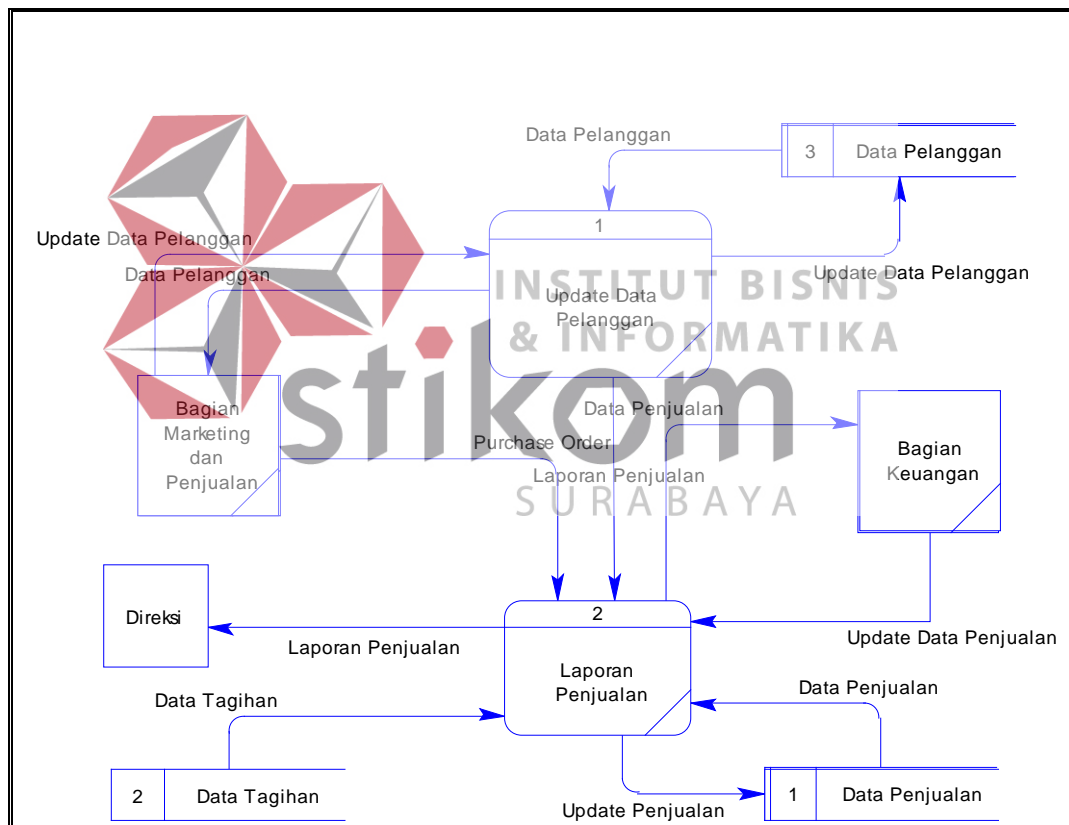 Data Pelanggan
3 Data Pelanggan
1
Update Data Pelanggan
Data Pelanggan
Update Data Pelanggan
INSTITUT BISNIS
& INFORMATIKA
Update Data
Pelanggan
stikom
SURABAYA
Bagian
Marketing
dan
Penjualan
Data Penjualan
Purchase Order
Laporan Penjualan
Bagian
Keuangan
Direksi
2
Laporan Penjualan
Update Data Penjualan
Laporan
Penjualan
Data Tagihan
Data Penjualan
2 Data Tagihan
Update Penjualan
1 Data Penjualan